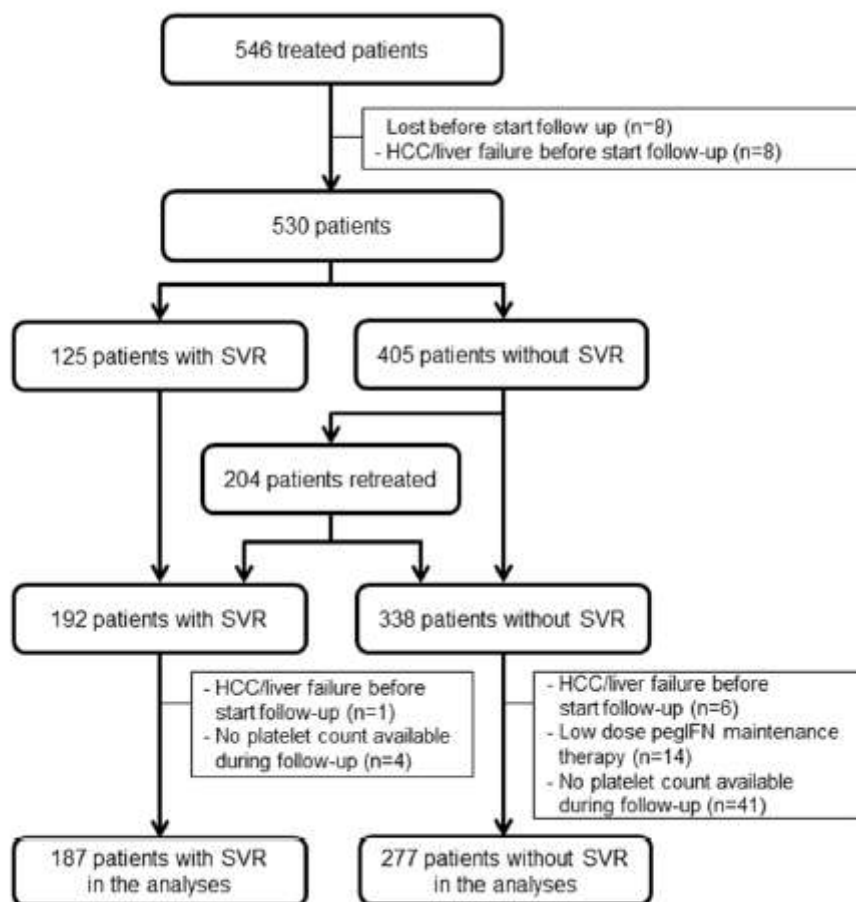 546 treated patients
Lost before start follow up (n=8)
- HCC/liver failure before start follow-up (n=8)
530 patients
125 patients with SVR
405 patients without SVR
204 patients retreated
192 patients with SVR
338 patients without SVR
- HCC/liver failure before
start follow-up (n=1)
- No platelet count available
during follow-up (n=4)
- HCC/liver failure before
start follow-up (n=6)
- Low dose pegIFN maintenance
therapy (n=14)
- No platelet count available
during follow-up (n=41)
187 patients with SVR
in the analyses
277 patients without SVR
in the analyses